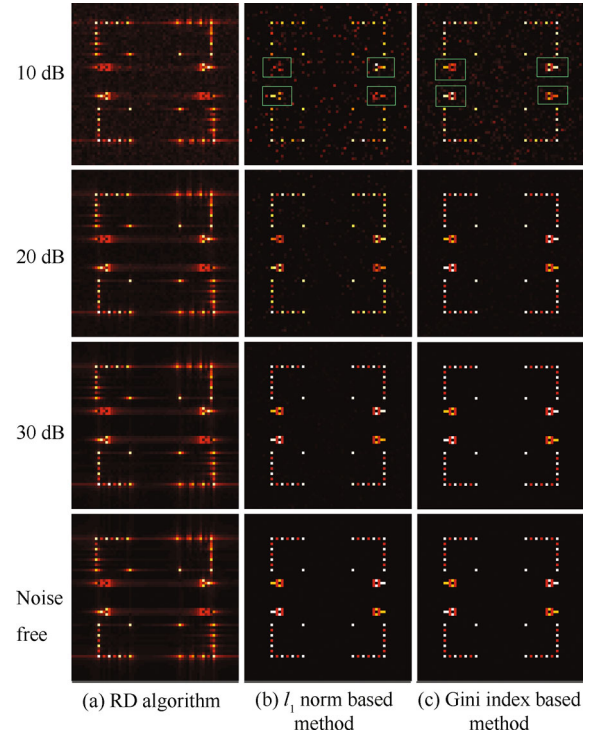 10 dB
20 dB
30 dB
Noise
free
(a) RD algorithm
(b) l₁ norm based
method
(c) Gini index based
method